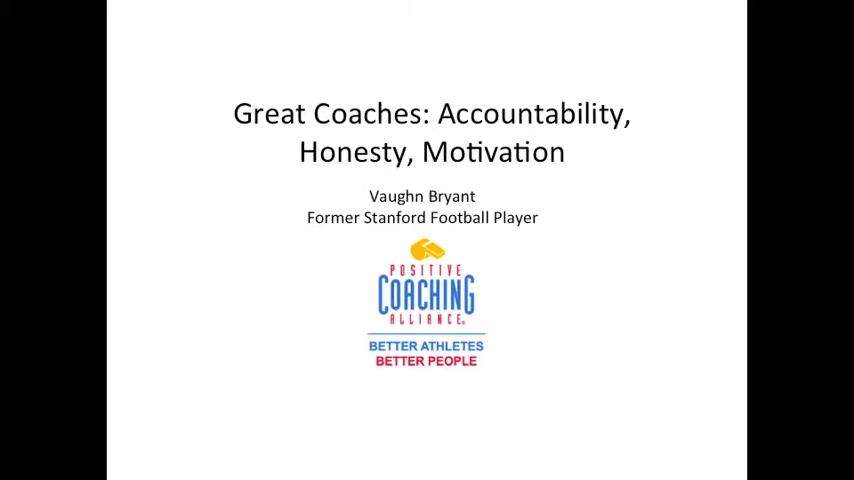 Great Coaches: Accountability,
Honesty, Motivation
Vaughn Bryant
Former Stanford Football Player
POSITIVE
COACHING
ALLIANCE®
BETTER ATHLETES
BETTER PEOPLE